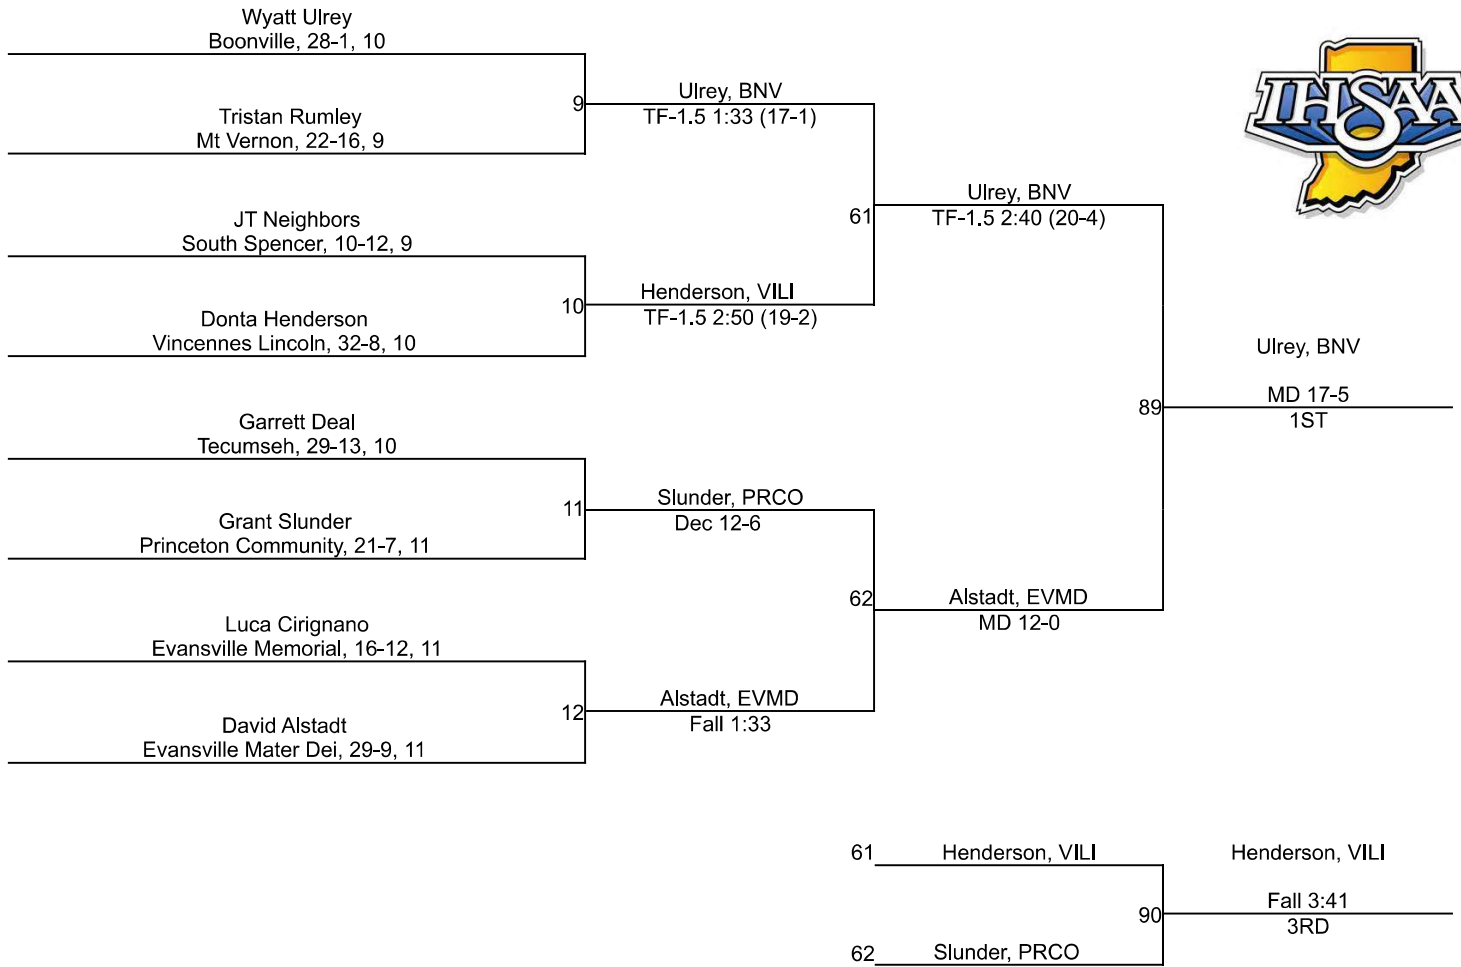 Wyatt Ulrey
Boonville, 28-1, 10
9
Ulrey, BNV
TF-1.5 1:33 (17-1)
Tristan Rumley
Mt Vernon, 22-16, 9
IHSAA
61
Ulrey, BNV
TF-1.5 2:40 (20-4)
JT Neighbors
South Spencer, 10-12, 9
10
Henderson, VILI
TF-1.5 2:50 (19-2)
Donta Henderson
Vincennes Lincoln, 32-8, 10
89
Ulrey, BNV
MD 17-5
1ST
Garrett Deal
Tecumseh, 29-13, 10
11
Slunder, PRCO
Dec 12-6
Grant Slunder
Princeton Community, 21-7, 11
62
Alstadt, EVMD
MD 12-0
Luca Cirignano
Evansville Memorial, 16-12, 11
12
Alstadt, EVMD
Fall 1:33
David Alstadt
Evansville Mater Dei, 29-9, 11
61
Henderson, VILI
Henderson, VILI
90
Fall 3:41
3RD
62
Slunder, PRCO